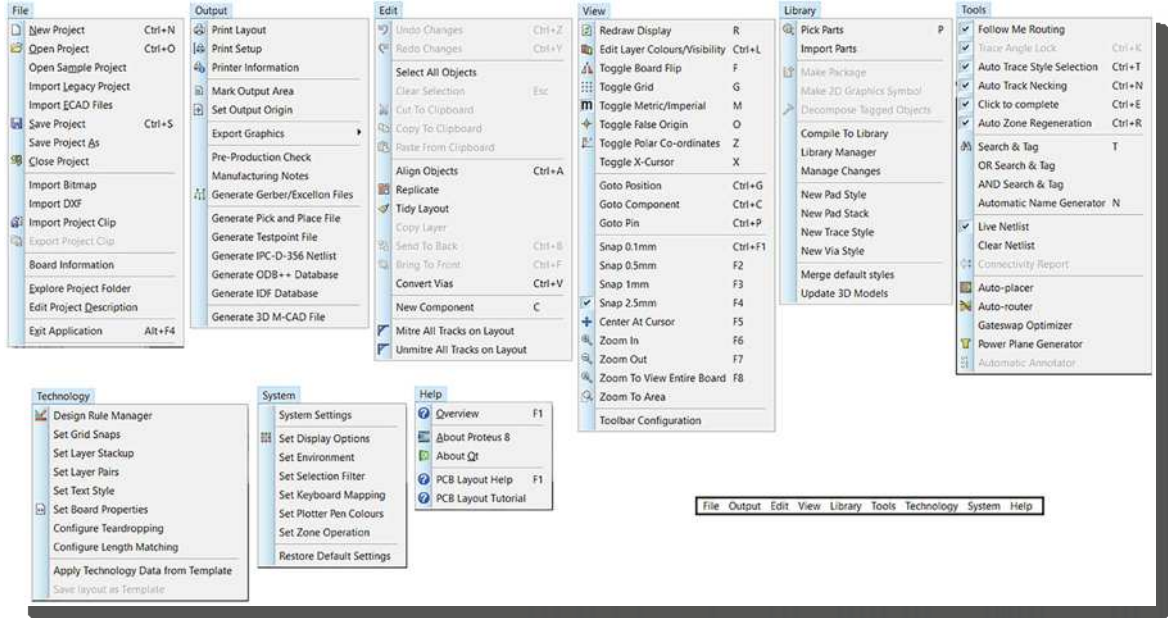 File
New Project Ctrl+N
Open Project Ctrl+O
Open Sample Project
Import Legacy Project
Import ECAD Files
Save Project Ctrl+S
Save Project As
Close Project
Import Bitmap
Import DXF
Import Project Clip
Export Project Clip
Board Information
Explore Project Folder
Edit Project Description
Exit Application Alt+F4
Output
Print Layout
Print Setup
Printer Information
Mark Output Area
Set Output Origin
Export Graphics
Pre-Production Check
Manufacturing Notes
Generate Gerber/Excellon Files
Generate Pick and Place File
Generate Testpoint File
Generate IPC-D-356 Netlist
Generate ODB++ Database
Generate IDF Database
Generate 3D M-CAD File
Edit
Undo Changes Ctrl+Z
Redo Changes Ctrl+Y
Select All Objects
Clear Selection Esc
Cut To Clipboard
Copy To Clipboard
Paste From Clipboard
Align Objects Ctrl+A
Replicate
Tidy Layout
Copy Layer
Send To Back Ctrl+B
Bring To Front Ctrl+F
Convert Vias Ctrl+V
New Component C
Mitre All Tracks on Layout
Unmitre All Tracks on Layout
View
Redraw Display R
Edit Layer Colours/Visibility Ctrl+L
Toggle Board Flip F
Toggle Grid G
Toggle Metric/Imperial M
Toggle False Origin O
Toggle Polar Co-ordinates Z
Toggle X-Cursor X
Goto Position Ctrl+G
Goto Component Ctrl+C
Goto Pin Ctrl+P
Snap 0.1mm Ctrl+F1
Snap 0.5mm F2
Snap 1mm F3
Snap 2.5mm F4
Center At Cursor F5
Zoom In F6
Zoom Out F7
Zoom To View Entire Board F8
Zoom To Area
Toolbar Configuration
Library
Pick Parts P
Import Parts
Make Package
Make 2D Graphics Symbol
Decompose Tagged Objects
Compile To Library
Library Manager
Manage Changes
New Pad Style
New Pad Stack
New Trace Style
New Via Style
Merge default styles
Update 3D Models
Tools
Follow Me Routing
Trace Angle Lock Ctrl+K
Auto Trace Style Selection Ctrl+T
Auto Track Necking Ctrl+N
Click to complete Ctrl+E
Auto Zone Regeneration Ctrl+R
Search & Tag T
OR Search & Tag
AND Search & Tag
Automatic Name Generator N
Live Netlist
Clear Netlist
Connectivity Report
Auto-placer
Auto-router
Gateswap Optimizer
Power Plane Generator
Automatic Annotator
Technology
Design Rule Manager
Set Grid Snaps
Set Layer Stackup
Set Layer Pairs
Set Text Style
Set Board Properties
Configure Teardropping
Configure Length Matching
Apply Technology Data from Template
Save layout as Template
System
System Settings
Set Display Options
Set Environment
Set Selection Filter
Set Keyboard Mapping
Set Plotter Pen Colours
Set Zone Operation
Restore Default Settings
Help
Overview F1
About Proteus 8
About Qt
PCB Layout Help F1
PCB Layout Tutorial
File Output Edit View Library Tools Technology System Help